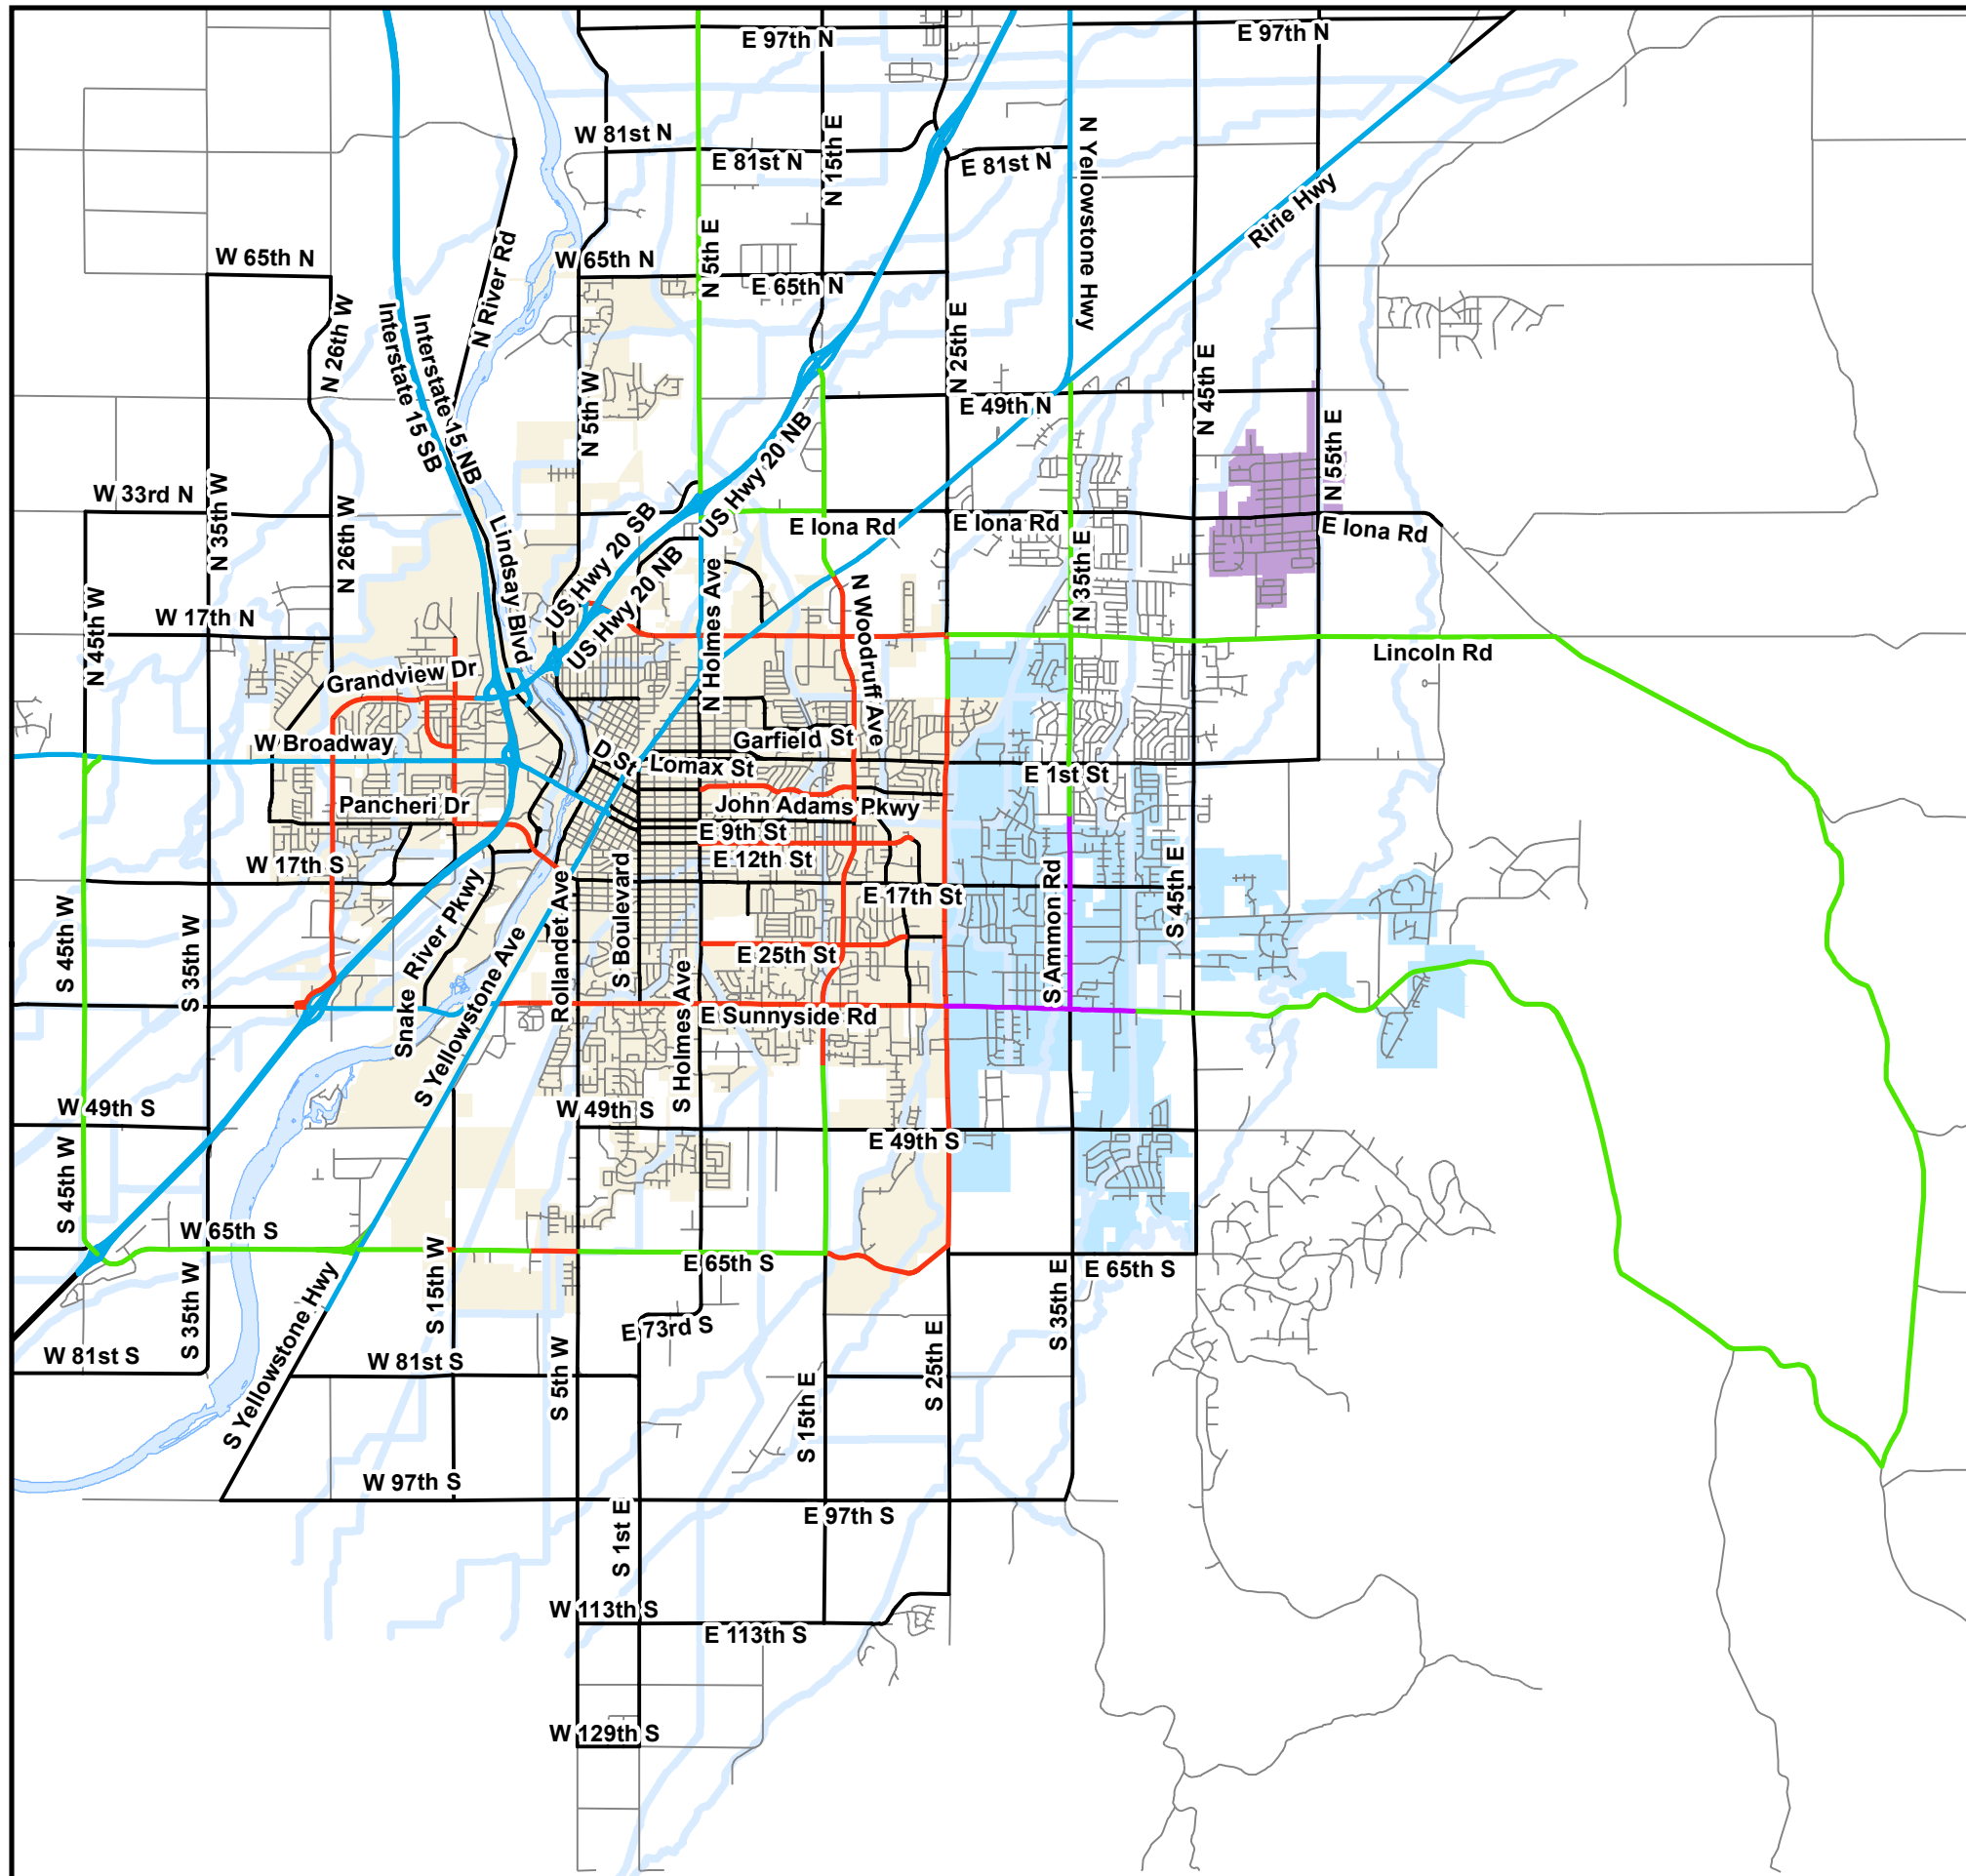 E 97th N
E 97th N
W 81st N
E 81st N
N 15th E
E 81st N
N Yellowstone Hwy
Ririe Hwy
W 65th N
N River Rd
W 65th N
N 5th E
E 65th N
N 26th W
Interstate 15 SB
Interstate 15 NB
N 5th W
N 25th E
E 49th N
N 45th E
N 55th E
US Hwy 20 NB
W 33rd N
N 35th W
N 26th W
Lindsay Blvd
US Hwy 20 SB
US Hwy 20 NB
E Iona Rd
E Iona Rd
E Iona Rd
N 35th E
N 45th W
W 17th N
N Holmes Ave
N Woodruff Ave
Lincoln Rd
Grandview Dr
W Broadway
D St
Garfield St
Lomax St
E 1st St
Pancheri Dr
John Adams Pkwy
E 9th St
W 17th S
E 12th St
E 17th St
S 45th W
S 35th W
Snake River Pkwy
S Yellowstone Ave
Rollandet Ave
S Boulevard
S Holmes Ave
E 25th St
S Ammon Rd
S 45th E
E Sunnyside Rd
W 49th S
W 49th S
E 49th S
S 45th W
W 65th S
S 15th W
E 65th S
E 65th S
S 35th W
S Yellowstone Hwy
E 73rd S
S 35th E
W 81st S
W 81st S
S 5th W
S 15th E
S 25th E
W 97th S
E 97th S
S 1st E
W 113th S
E 113th S
W 129th S